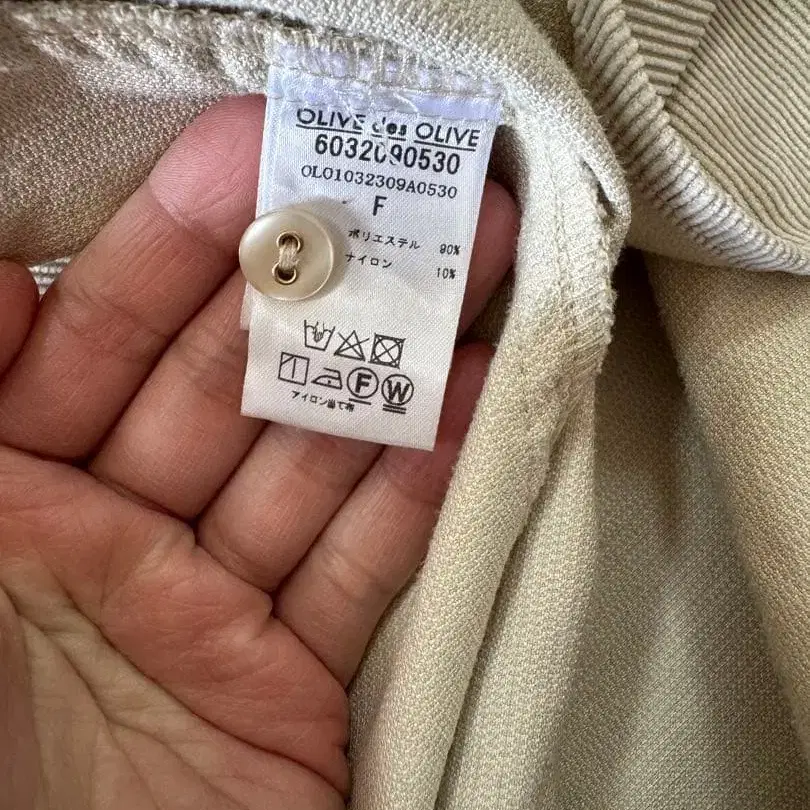 OLIVE des OLIVE
6032090530
OL01032309A0530
F
ポリエステル 90%
ナイロン 10%
F W
アイロン当て布